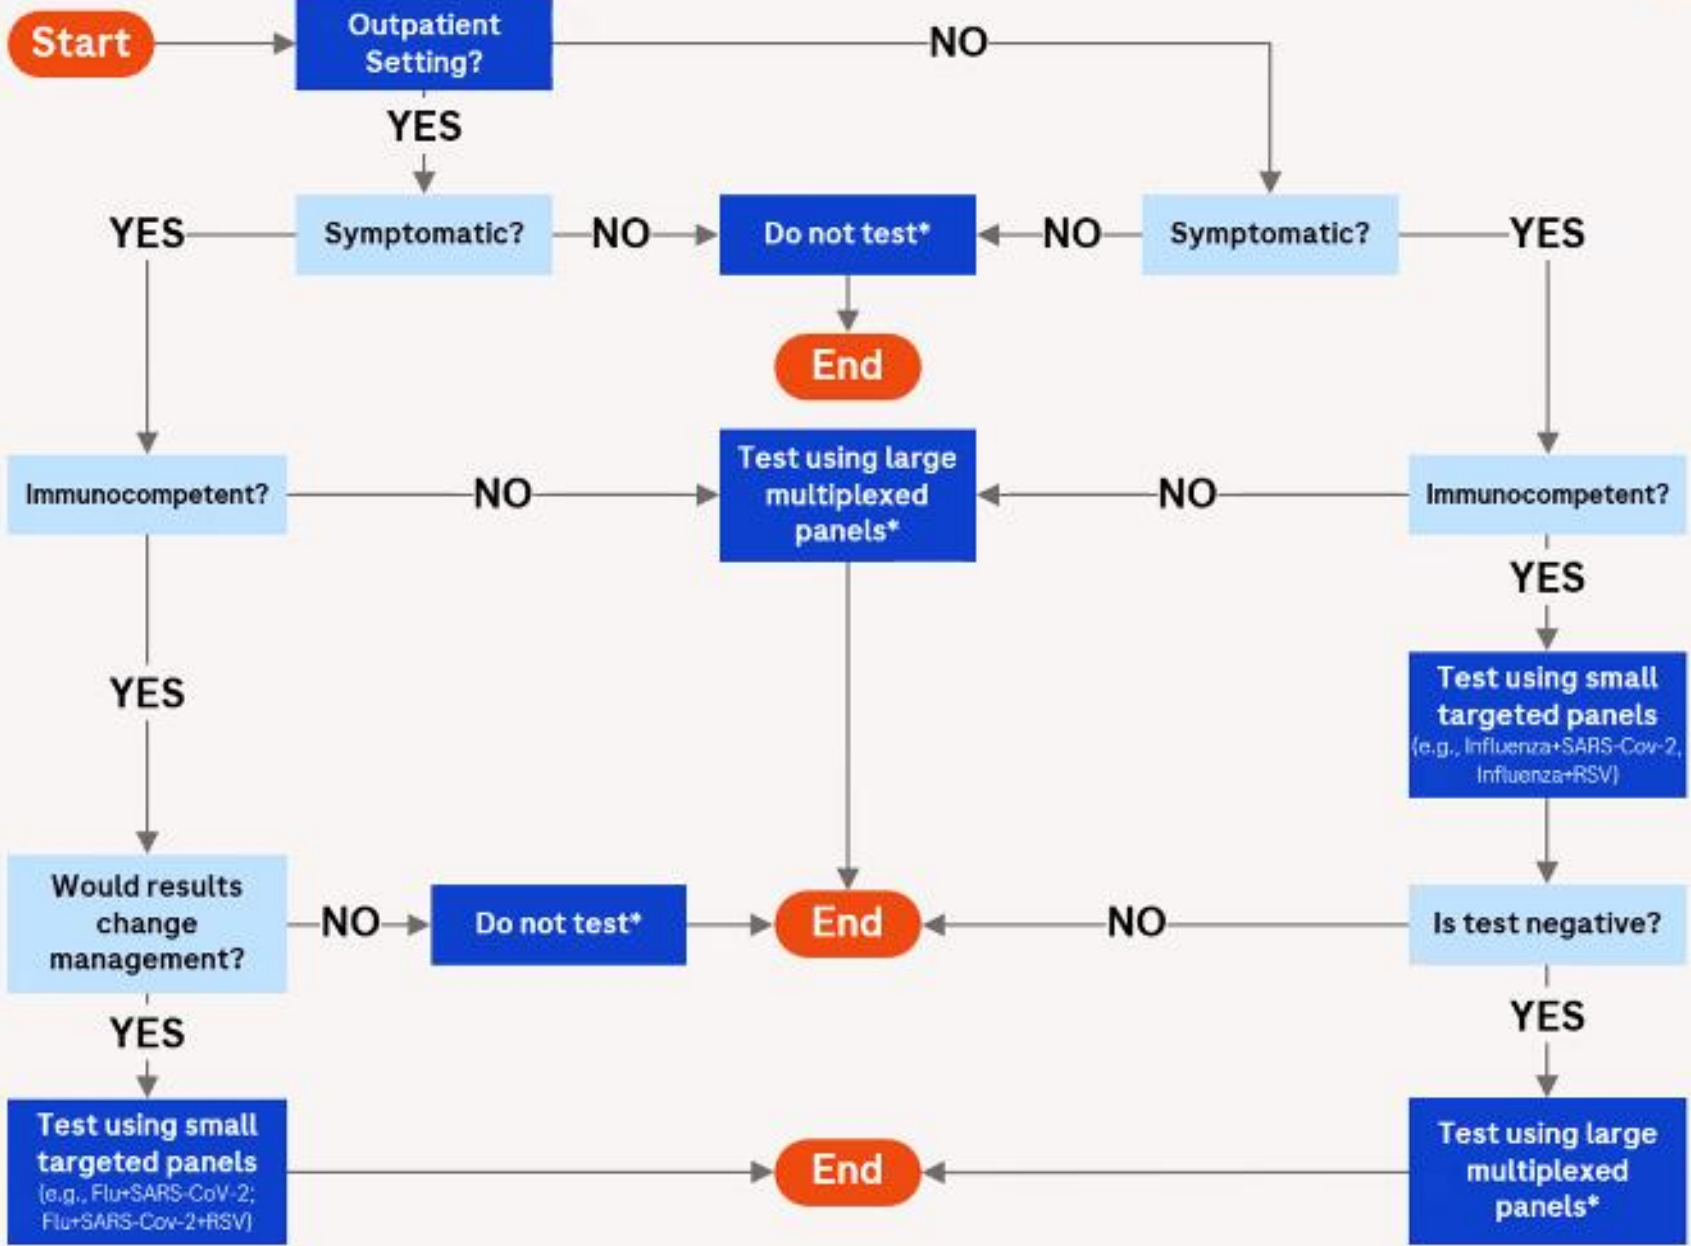 Start
Outpatient
Setting?
NO
YES
YES
Symptomatic?
NO
Do not test*
NO
Symptomatic?
YES
End
Immunocompetent?
NO
Test using large
multiplexed
panels*
NO
Immunocompetent?
YES
YES
Test using small
targeted panels
(e.g., Influenza+SARS-Cov-2,
Influenza+RSV)
Would results
change
management?
NO
Do not test*
End
NO
Is test negative?
YES
YES
Test using small
targeted panels
(e.g., Flu+SARS-CoV-2;
Flu+SARS-Cov-2+RSV)
End
Test using large
multiplexed
panels*